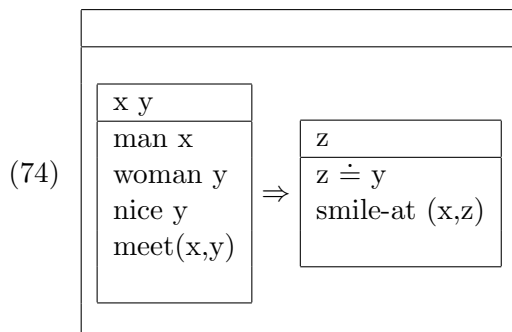 x y
man x
woman y
nice y
meet(x,y)
(74)
⇒
z
z ≐ y
smile-at (x,z)